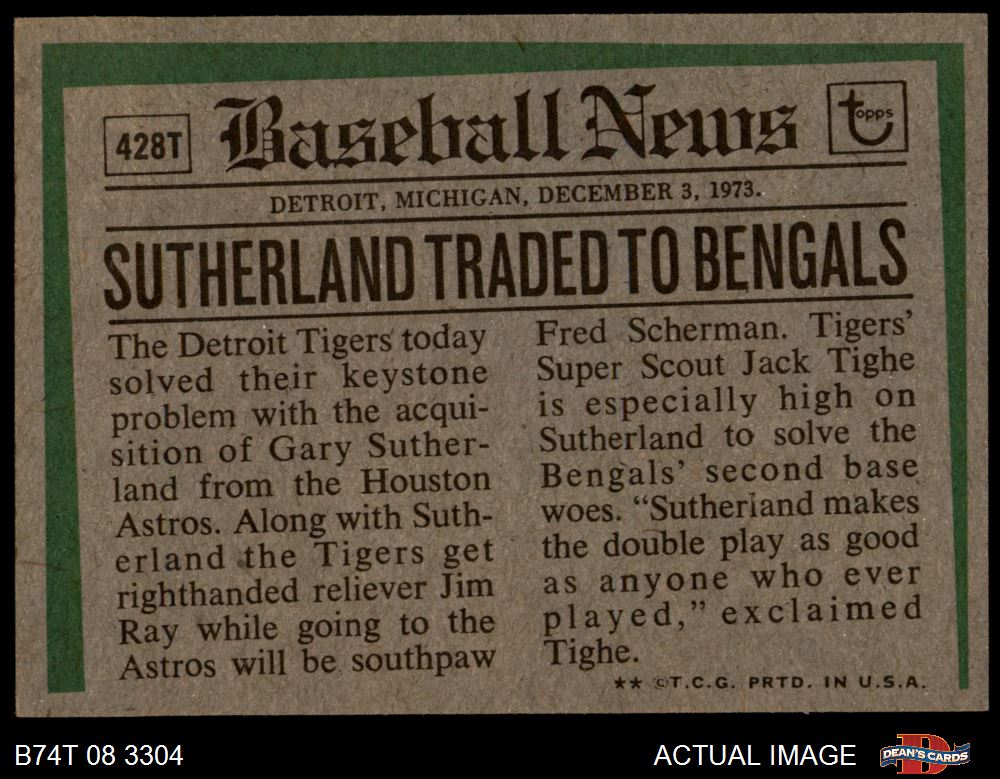 428T
Baseball News
topps
DETROIT, MICHIGAN, DECEMBER 3, 1973.
SUTHERLAND TRADED TO BENGALS
The Detroit Tigers today
solved their keystone
problem with the acqui-
sition of Gary Suther-
land from the Houston
Astros. Along with Suth-
erland the Tigers get
righthanded reliever Jim
Ray while going to the
Astros will be southpaw
Fred Scherman. Tigers'
Super Scout Jack Tighe
is especially high on
Sutherland to solve the
Bengals' second base
woes. “Sutherland makes
the double play as good
as anyone who ever
played,” exclaimed
Tighe.
** ©T.C.G. PRTD. IN U.S.A.
B74T 08 3304
ACTUAL IMAGE
DEAN'S CARDS